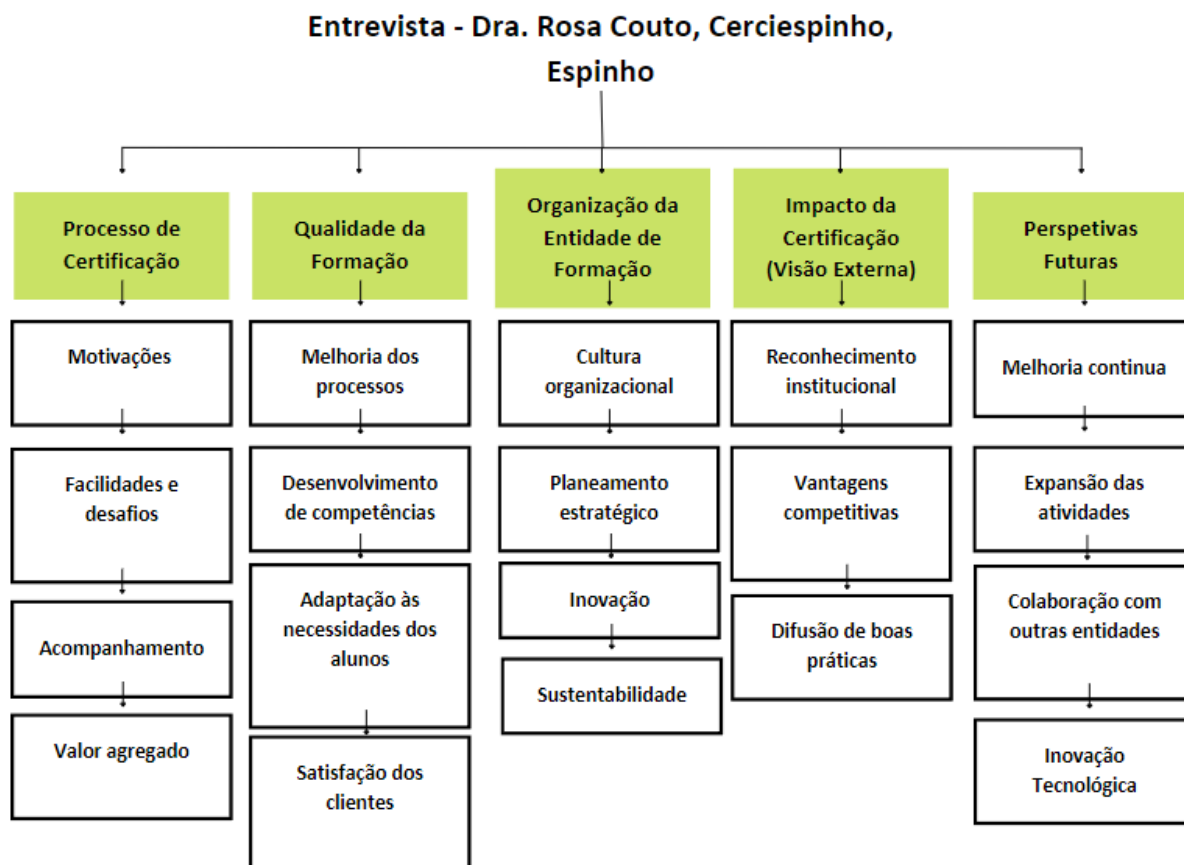 Entrevista - Dra. Rosa Couto, Cerciespinho,
Espinho
Processo de
Certificação
Motivações
Facilidades e
desafios
Acompanhamento
Valor agregado
Qualidade da
Formação
Melhoria dos
processos
Desenvolvimento
de competências
Adaptação às
necessidades dos
alunos
Satisfação dos
clientes
Organização da
Entidade de
Formação
Cultura
organizacional
Planeamento
estratégico
Inovação
Sustentabilidade
Impacto da
Certificação
(Visão Externa)
Reconhecimento
institucional
Vantagens
competitivas
Difusão de boas
práticas
Perspetivas
Futuras
Melhoria continua
Expansão das
atividades
Colaboração com
outras entidades
Inovação
Tecnológica